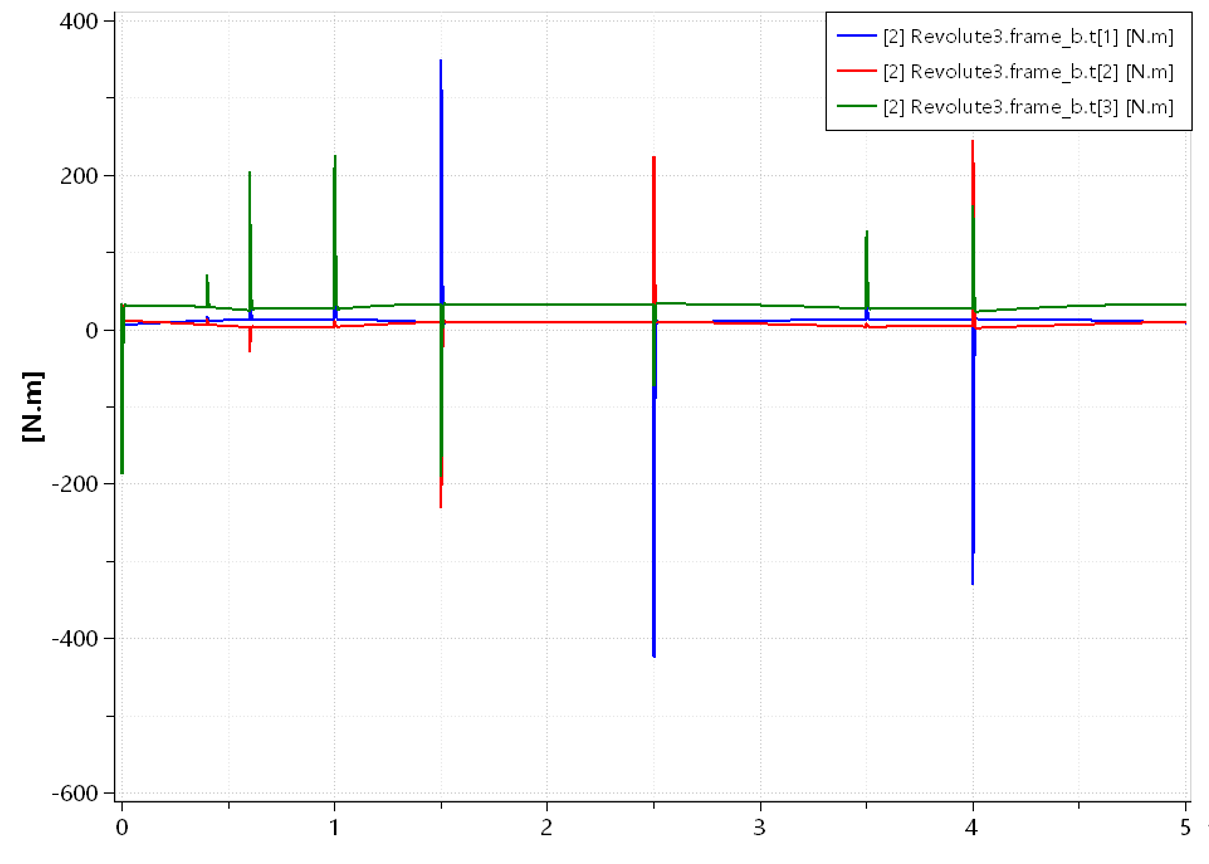 400
200
0
-200
-400
-600
[N.m]
[2] Revolute3.frame_b.t[1] [N.m]
[2] Revolute3.frame_b.t[2] [N.m]
[2] Revolute3.frame_b.t[3] [N.m]
0 1 2 3 4 5